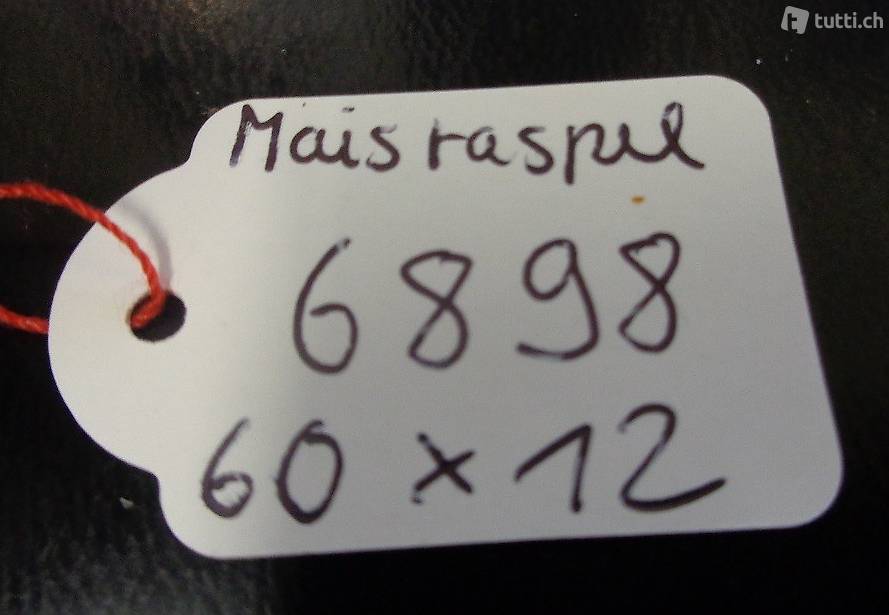 tutti.ch
Maisraspel
6898
60 x 12